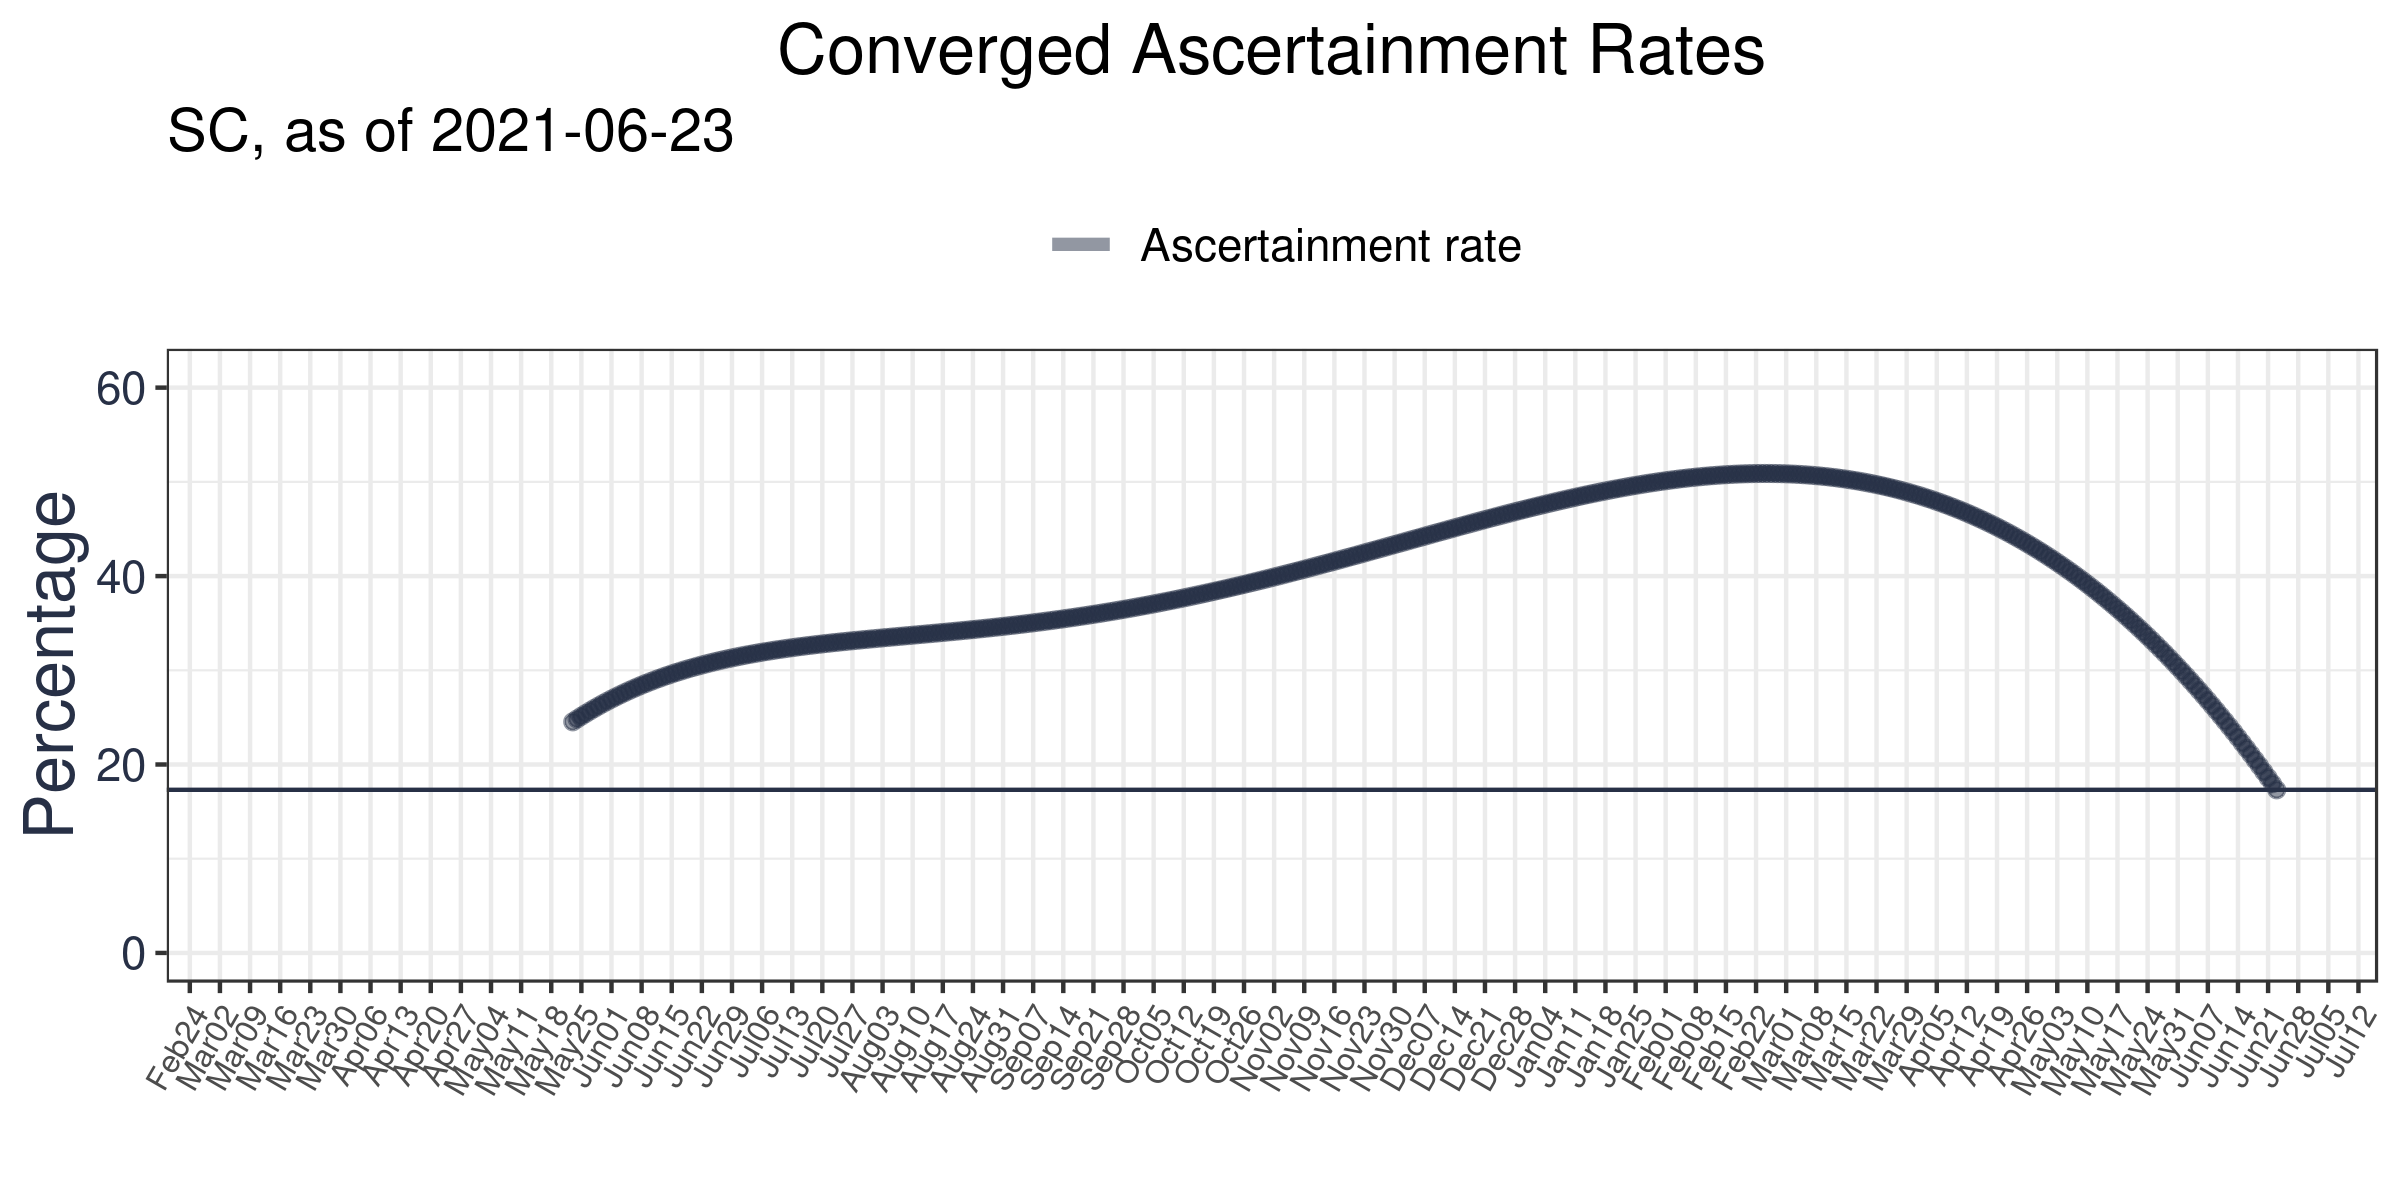 Converged Ascertainment Rates
SC, as of 2021-06-23
Ascertainment rate
Percentage
60
40
20
0
Feb24
Mar02
Mar09
Mar16
Mar23
Mar30
Apr06
Apr13
Apr20
Apr27
May04
May11
May18
May25
Jun01
Jun08
Jun15
Jun22
Jun29
Jul06
Jul13
Jul20
Jul27
Aug03
Aug10
Aug17
Aug24
Aug31
Sep07
Sep14
Sep21
Sep28
Oct05
Oct12
Oct19
Oct26
Nov02
Nov09
Nov16
Nov23
Nov30
Dec07
Dec14
Dec21
Dec28
Jan04
Jan11
Jan18
Jan25
Feb01
Feb08
Feb15
Feb22
Mar01
Mar08
Mar15
Mar22
Mar29
Apr05
Apr12
Apr19
Apr26
May03
May10
May17
May24
May31
Jun07
Jun14
Jun21
Jun28
Jul05
Jul12